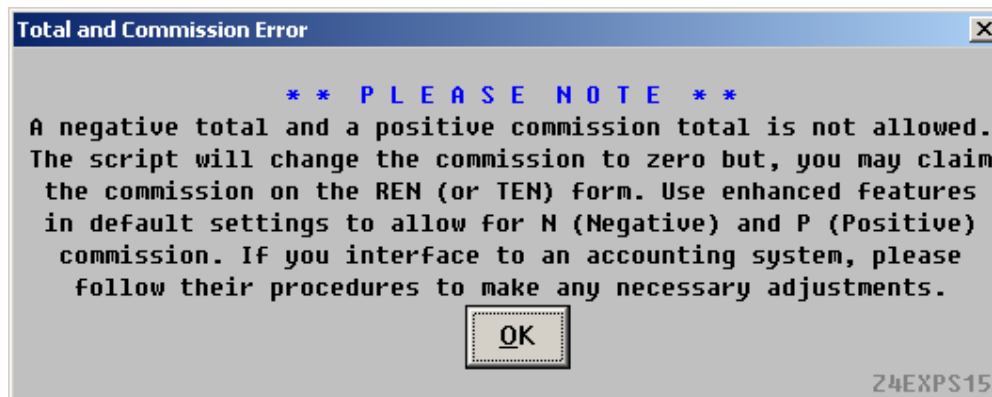 Total and Commission Error
* * P L E A S E N O T E * *
A negative total and a positive commission total is not allowed.
The script will change the commission to zero but, you may claim
the commission on the REN (or TEN) form. Use enhanced features
in default settings to allow for N (Negative) and P (Positive)
commission. If you interface to an accounting system, please
follow their procedures to make any necessary adjustments.
OK
Z4EXPS15